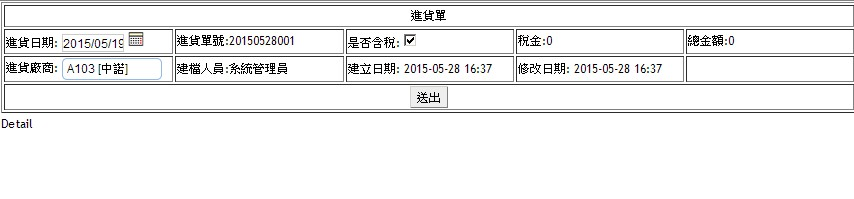 進貨單
進貨日期: 2015/05/19 進貨單號:20150528001 是否含稅: 稅金:0 總金額:0
進貨廠商: A103 [中諾] 建檔人員:系統管理員 建立日期: 2015-05-28 16:37 修改日期: 2015-05-28 16:37
送出
Detail